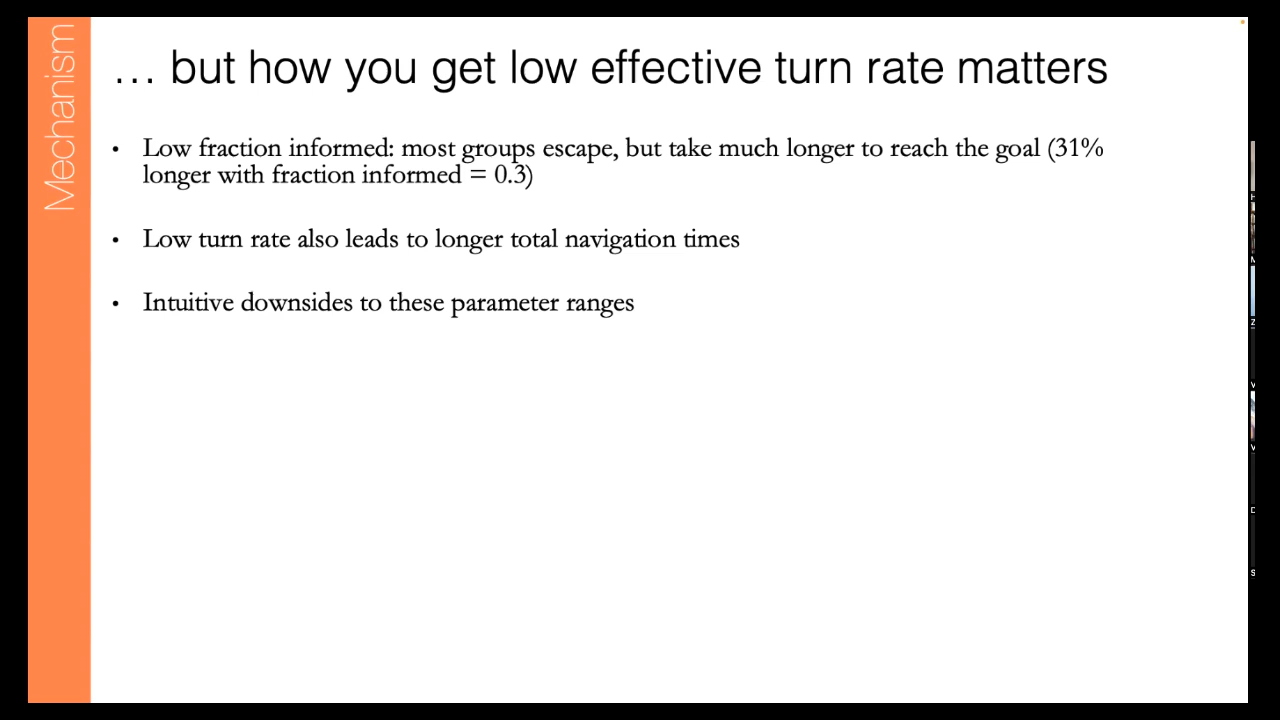 Mechanism
… but how you get low effective turn rate matters
• Low fraction informed: most groups escape, but take much longer to reach the goal (31%
longer with fraction informed = 0.3)
• Low turn rate also leads to longer total navigation times
• Intuitive downsides to these parameter ranges